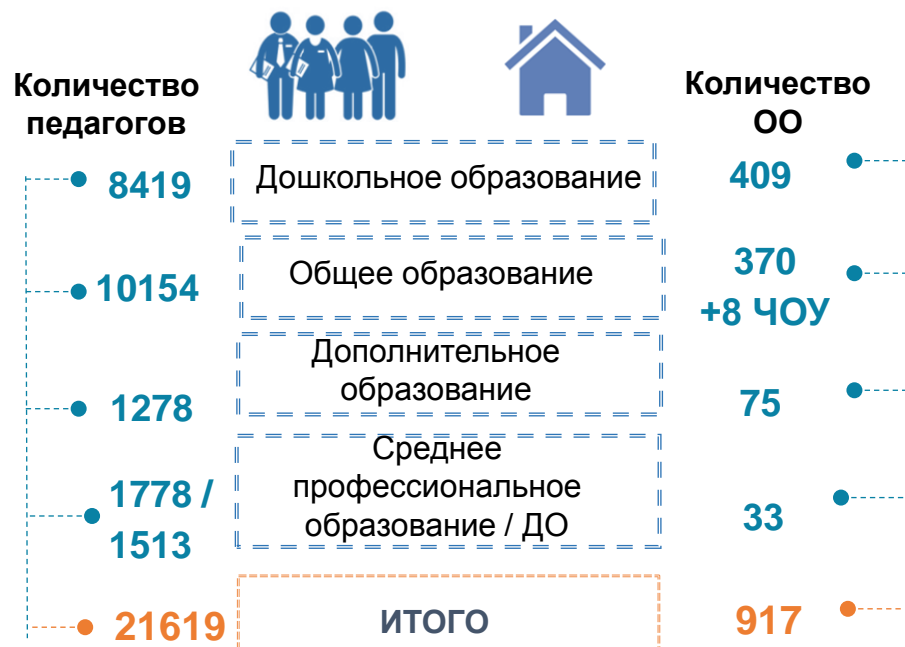 Количество
педагогов
Количество
ОО
8419
Дошкольное образование
409
10154
Общее образование
370
+8 ЧОУ
1278
Дополнительное
образование
75
1778 /
1513
Среднее
профессиональное
образование / ДО
33
21619
ИТОГО
917